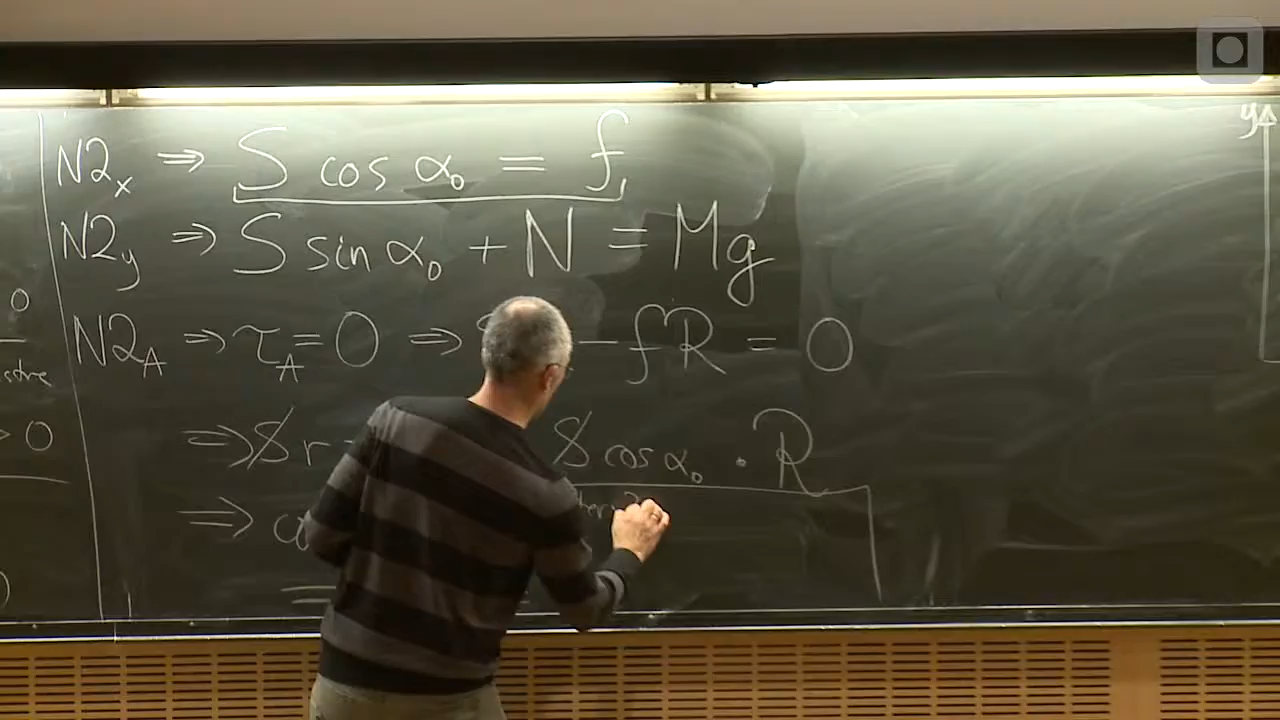 N2x ⇒ S cos α₀ = f
N2y ⇒ S sin α₀ + N = Mg
N2A ⇒ τA = 0 ⇒ − fR = 0
⇒ S r S cos α₀ · R
⇒
0
> 0
y